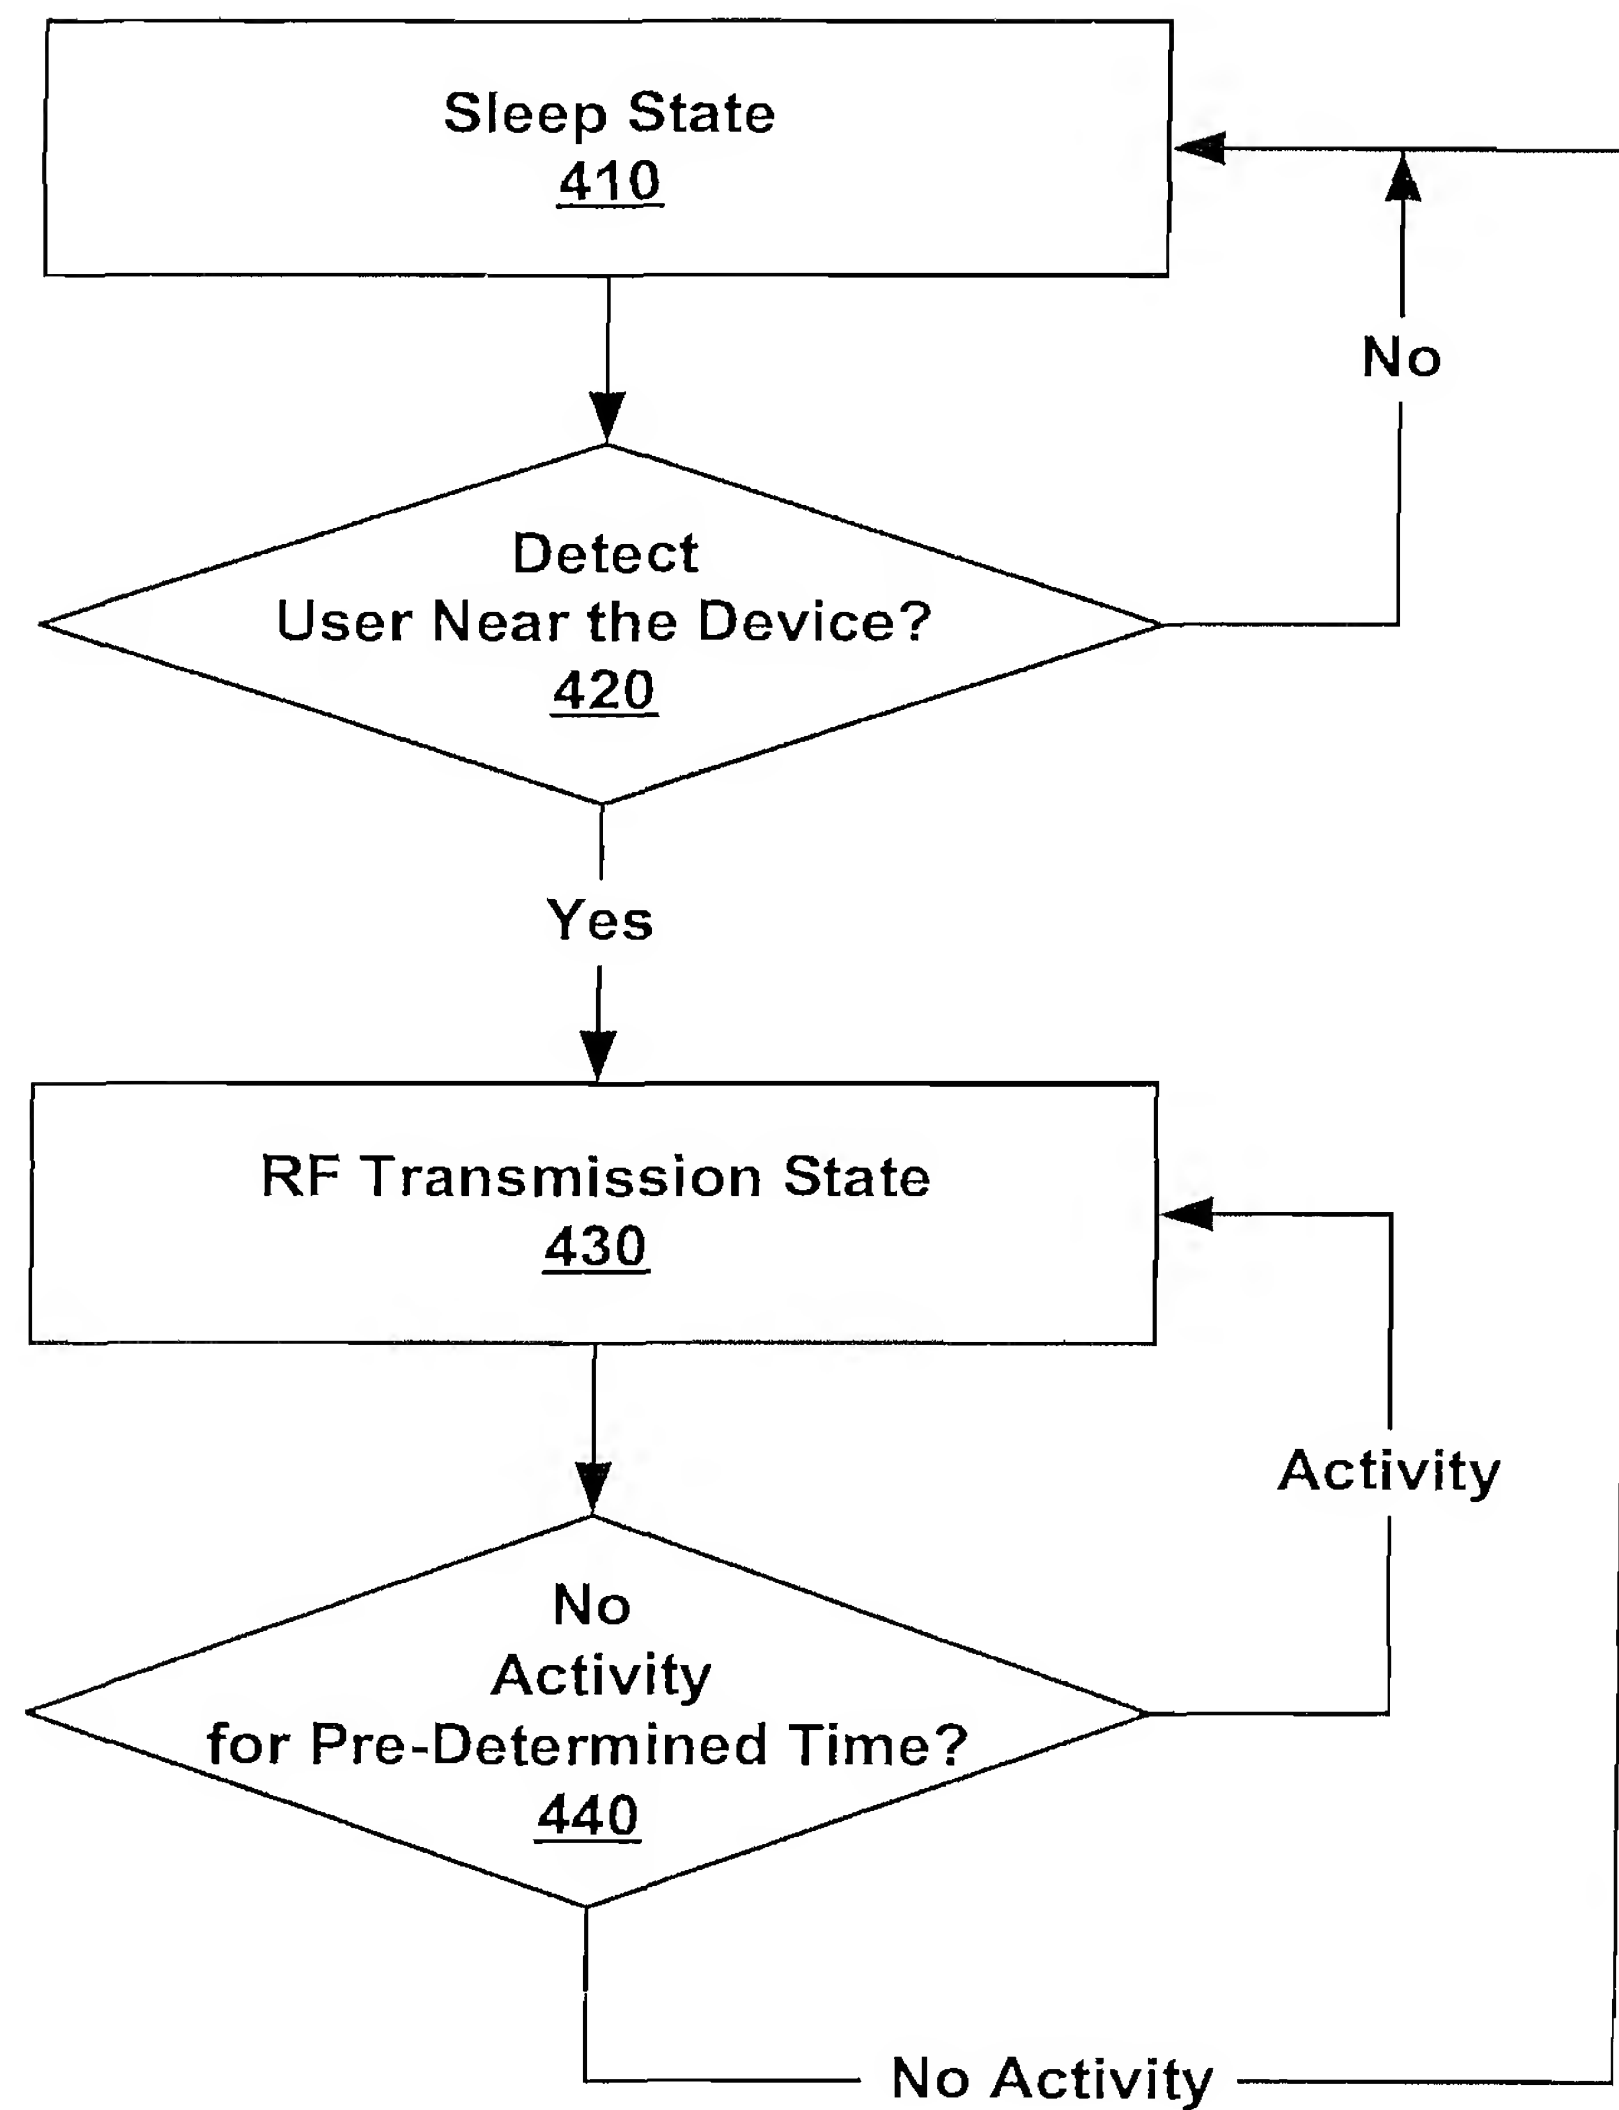 Sleep State
410
No
Detect
User Near the Device?
420
Yes
RF Transmission State
430
Activity
No
Activity
for Pre-Determined Time?
440
No Activity